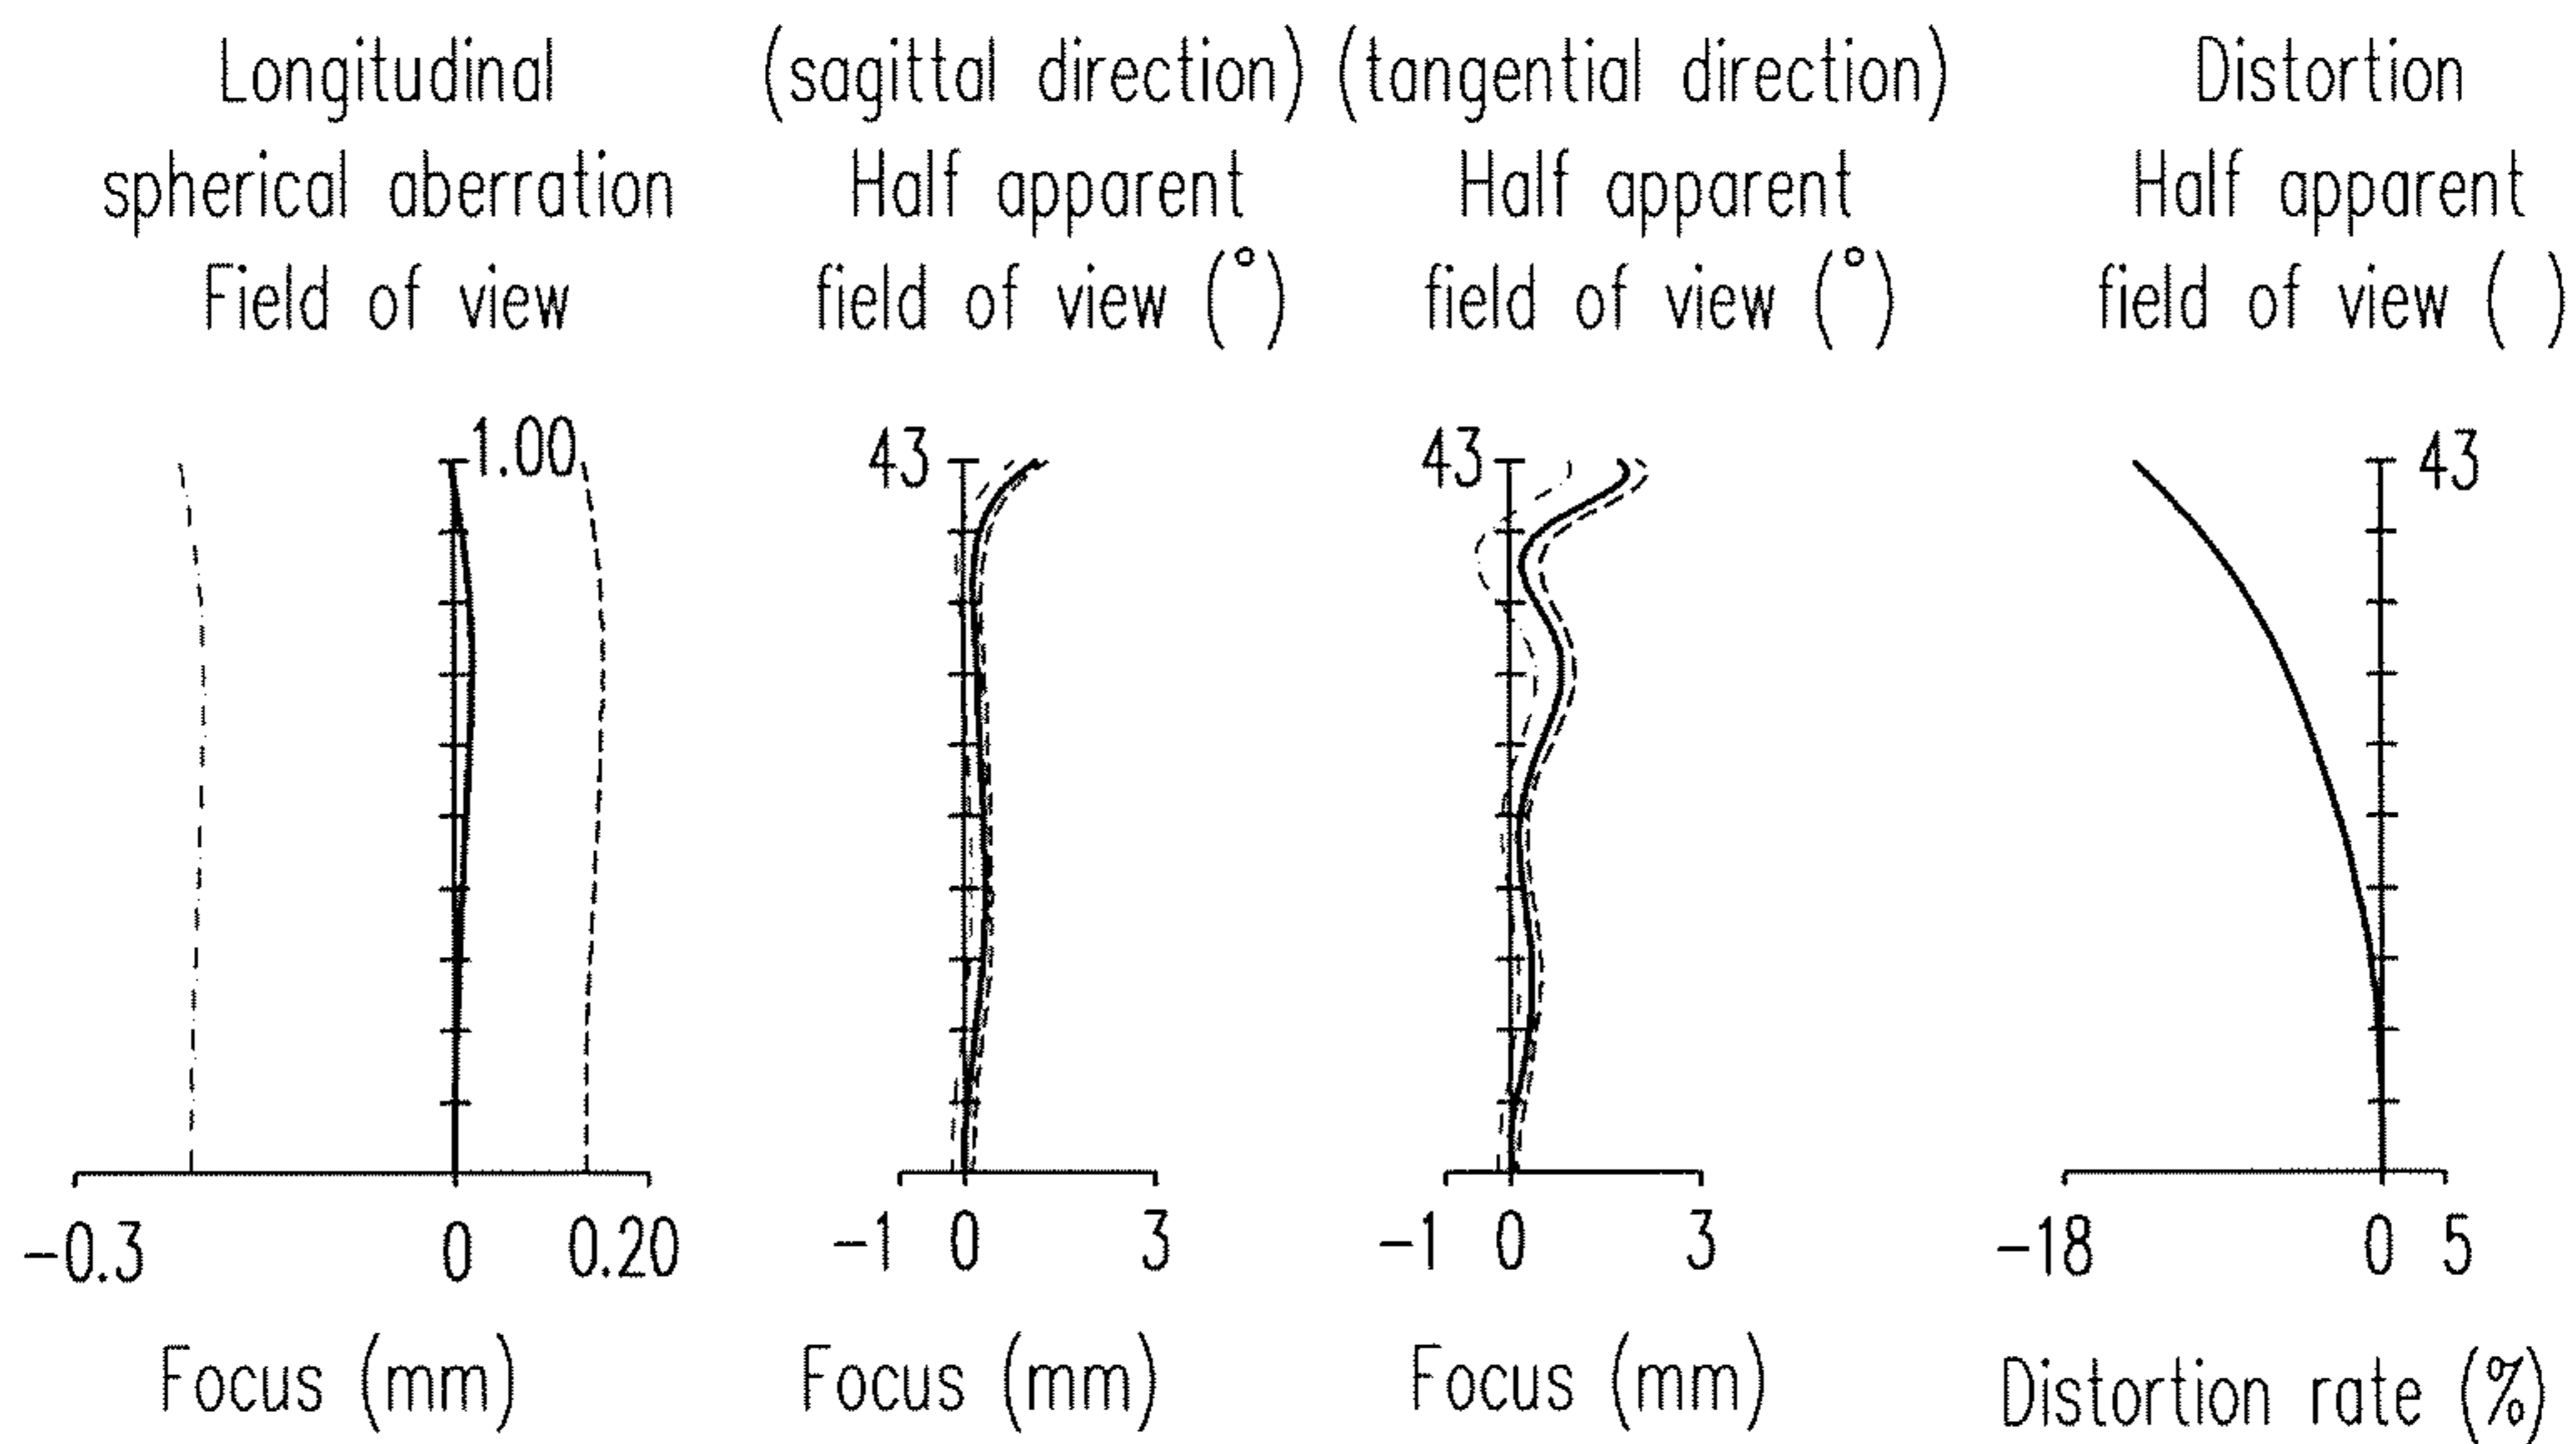 Longitudinal
spherical aberration
Field of view
1.00
-0.3 0 0.20
Focus (mm)
(sagittal direction)
Half apparent
field of view (°)
43
-1 0 3
Focus (mm)
(tangential direction)
Half apparent
field of view (°)
43
-1 0 3
Focus (mm)
Distortion
Half apparent
field of view ( )
43
-18 0 5
Distortion rate (%)